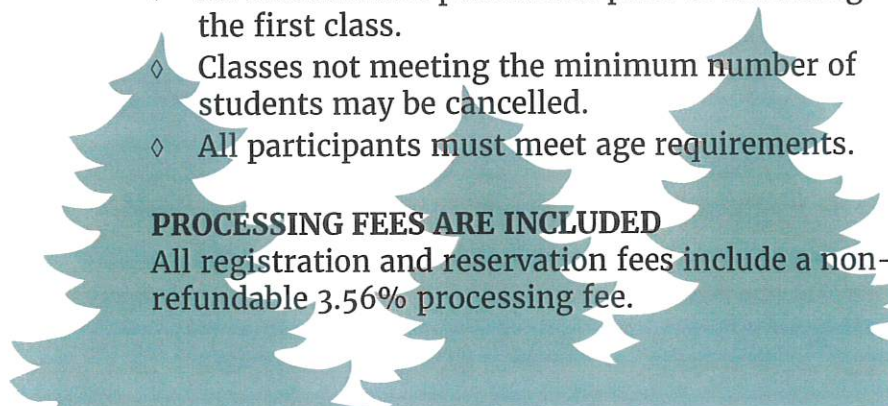 the first class.
◊ Classes not meeting the minimum number of
students may be cancelled.
◊ All participants must meet age requirements.
PROCESSING FEES ARE INCLUDED
All registration and reservation fees include a non-
refundable 3.56% processing fee.